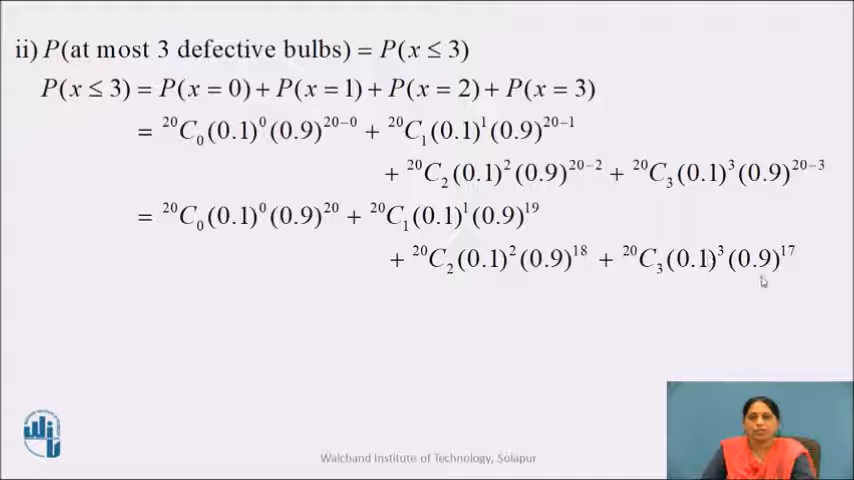 ii) P(at most 3 defective bulbs) = P(x ≤ 3)
P(x ≤ 3) = P(x = 0) + P(x = 1) + P(x = 2) + P(x = 3)
= ²⁰C₀(0.1)⁰(0.9)²⁰⁻⁰ + ²⁰C₁(0.1)¹(0.9)²⁰⁻¹
+ ²⁰C₂(0.1)²(0.9)²⁰⁻² + ²⁰C₃(0.1)³(0.9)²⁰⁻³
= ²⁰C₀(0.1)⁰(0.9)²⁰ + ²⁰C₁(0.1)¹(0.9)¹⁹
+ ²⁰C₂(0.1)²(0.9)¹⁸ + ²⁰C₃(0.1)³(0.9)¹⁷
Walchand Institute of Technology, Solapur